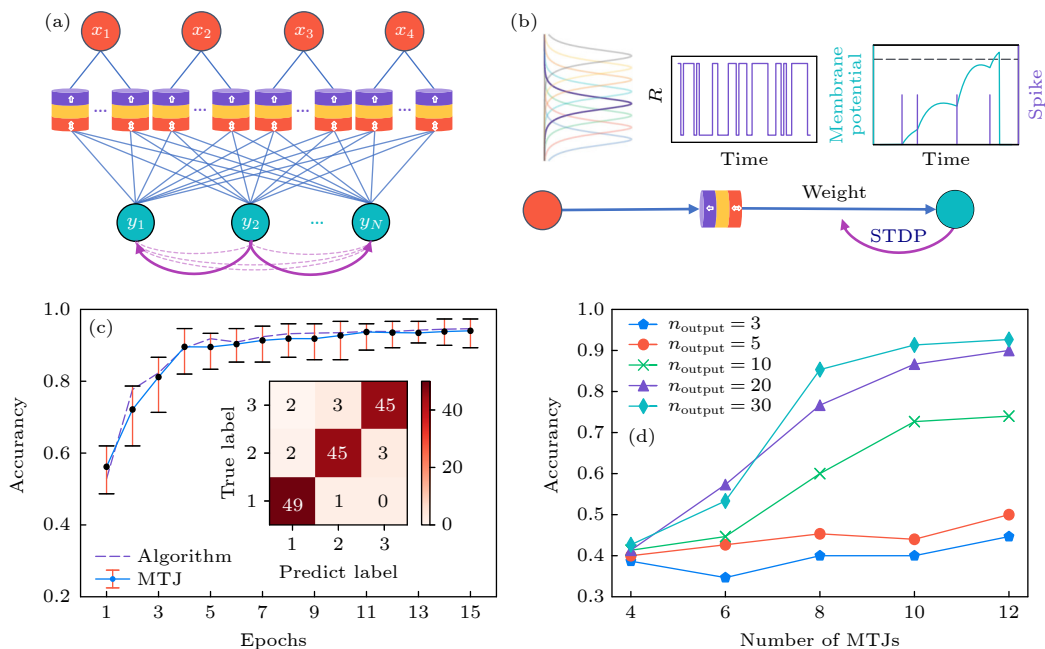 (a)
x1 x2 x3 x4
... ... ...
y1 y2 ... yN
(b)
R
Time
Membrane
potential
Spike
Time
Weight
STDP
(c)
1.0
0.8
0.6
0.4
0.2
Accurancy
1 3 5 7 9 11 13 15
Epochs
Algorithm
MTJ
True label
3 2 3 45
2 2 45 3
1 49 1 0
1 2 3
Predict label
40
20
0
(d)
1.0
0.9
0.8
0.7
0.6
0.5
0.4
0.3
Accurancy
noutput = 3
noutput = 5
noutput = 10
noutput = 20
noutput = 30
4 6 8 10 12
Number of MTJs